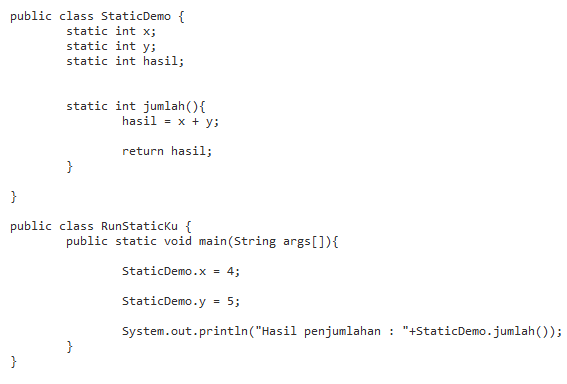 public class StaticDemo {
static int x;
static int y;
static int hasil;
static int jumlah(){
hasil = x + y;
return hasil;
}
}
public class RunStaticKu {
public static void main(String args[]){
StaticDemo.x = 4;
StaticDemo.y = 5;
System.out.println("Hasil penjumlahan : "+StaticDemo.jumlah());
}
}